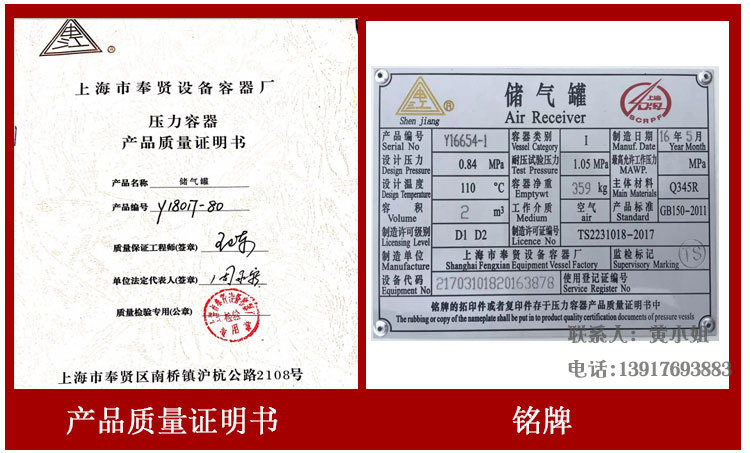 ®
上海市奉贤设备容器厂
压力容器
产品质量证明书
产品名称 储气罐
产品编号 Y18017-80
质量保证工程师(签章)
单位法定代表人(签章)
质量检验专用(公章)
检验
专用章
上海市奉贤区南桥镇沪杭公路2108号
产品质量证明书
® Shen jiang
储气罐
Air Receiver
上海
SCRPF
产品编号 Serial No Y16654-1 容器类别 Vessel Category I 制造日期 Mfg.Date 16年5月 Year Month
设计压力 Design Pressure 0.84 MPa 耐压试验压力 Test Pressure 1.05 MPa 最高允许工作压力 MAWP. MPa
设计温度 Design Temperature 110 ℃ 容器净重 Emptywt 359 kg 主体材料 Main Materials Q345R
容积 Volume 2 m³ 工作介质 Medium 空气 air 产品标准 Standard GB150-2011
制造许可级别 Licensing Level D1 D2 制造许可证编号 Licence No TS2231018-2017
制造单位 Manufacture 上海市奉贤设备容器厂 Shanghai Fengxian Equipment Vessel Factory 监检标记 Supervisory Marking YS
设备代码 Equipment No 21703101820163878 使用登记证编号 Service Register No
铭牌的拓印件或者复印件存于压力容器产品质量证明书中
The rubbing or copy of the nameplate shall be put in to product quality certification documents of pressure vessls
联系人：黄小姐
电话:13917693883
铭牌